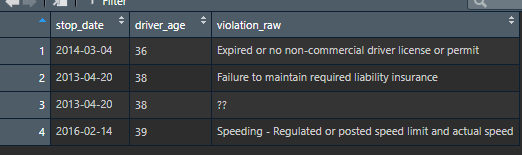 Filter
stop_date driver_age violation_raw
1 2014-03-04 36 Expired or no non-commercial driver license or permit
2 2013-04-20 38 Failure to maintain required liability insurance
3 2013-04-20 38 ??
4 2016-02-14 39 Speeding - Regulated or posted speed limit and actual speed